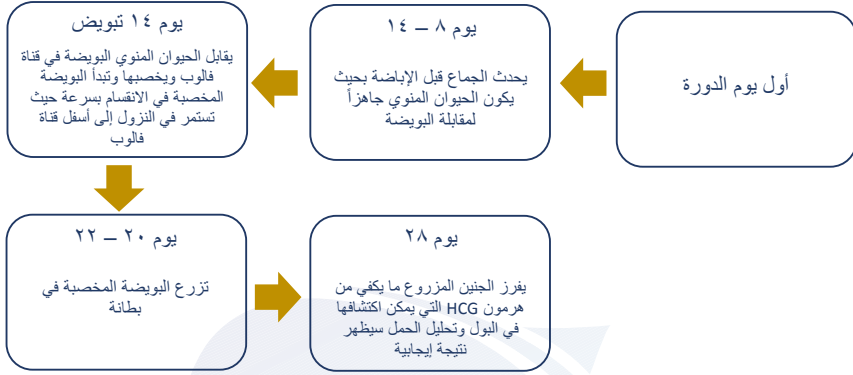 أول يوم الدورة
يوم ٨ – ١٤
يحدث الجماع قبل الإباضة بحيث
يكون الحيوان المنوي جاهزاً
لمقابلة البويضة
يوم ١٤ تبويض
يقابل الحيوان المنوي البويضة في قناة
فالوب ويخصبها وتبدأ البويضة
المخصبة في الانقسام بسرعة حيث
تستمر في النزول إلى أسفل قناة
فالوب
يوم ٢٠ – ٢٢
تزرع البويضة المخصبة في
بطانة
يوم ٢٨
يفرز الجنين المزروع ما يكفي من
هرمون HCG التي يمكن اكتشافها
في البول وتحليل الحمل سيظهر
نتيجة إيجابية